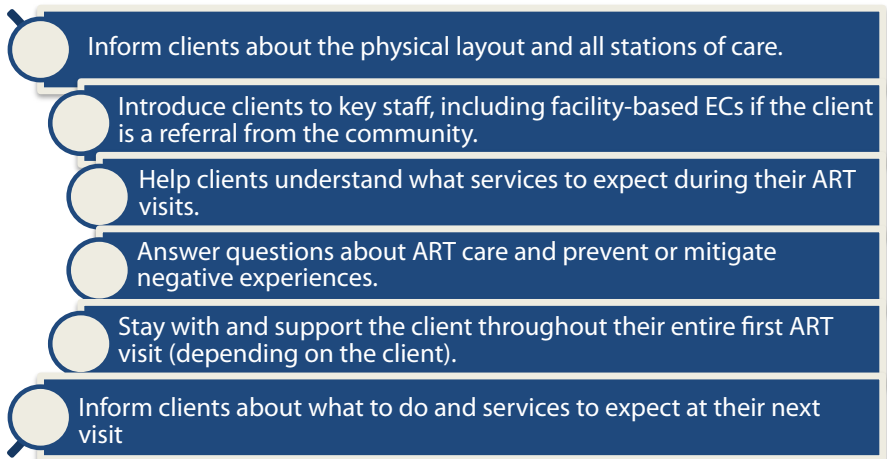 Inform clients about the physical layout and all stations of care.
Introduce clients to key staff, including facility-based ECs if the client
is a referral from the community.
Help clients understand what services to expect during their ART
visits.
Answer questions about ART care and prevent or mitigate
negative experiences.
Stay with and support the client throughout their entire first ART
visit (depending on the client).
Inform clients about what to do and services to expect at their next
visit